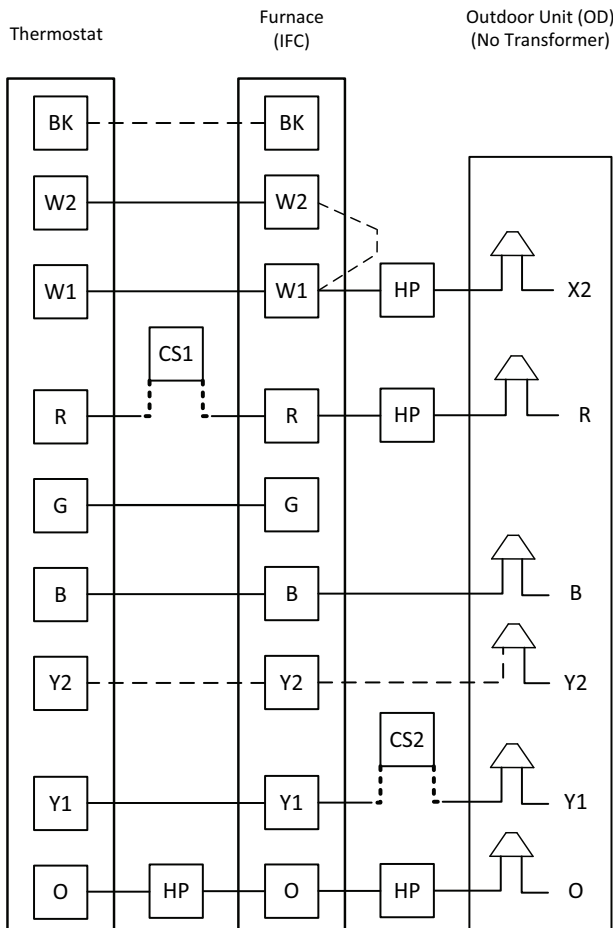 Thermostat
Furnace
(IFC)
Outdoor Unit (OD)
(No Transformer)
BK BK
W2 W2
W1 W1 HP X2
CS1
R R HP R
G G
B B B
Y2 Y2 Y2
CS2
Y1 Y1 Y1
O HP O HP O